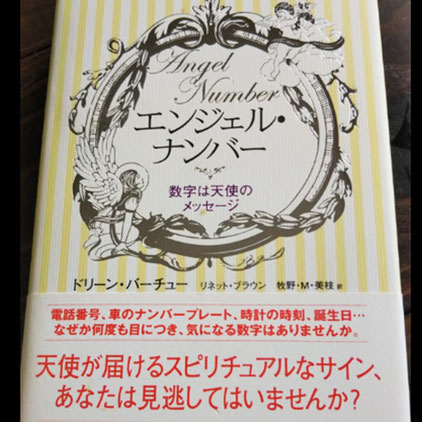 Angel
Number
エンジェル・
ナンバー
数字は天使の
メッセージ
ドリーン・バーチュー リネット・ブラウン 牧野・M・美枝 訳
電話番号、車のナンバープレート、時計の時刻、誕生日…
なぜか何度も目につき、気になる数字はありませんか。
天使が届けるスピリチュアルなサイン、
あなたは見逃してはいませんか?